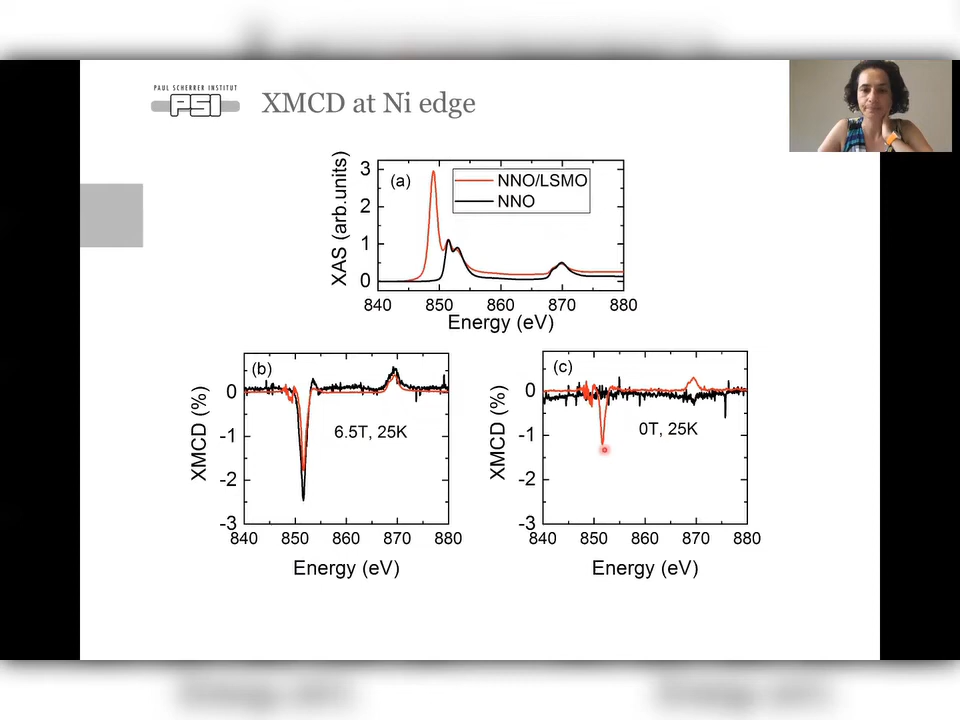 PAUL SCHERRER INSTITUT
PSI
XMCD at Ni edge
(a)
NNO/LSMO
NNO
XAS (arb.units)
3
2
1
0
840 850 860 870 880
Energy (eV)
(b)
XMCD (%)
0
-1
-2
-3
6.5T, 25K
840 850 860 870 880
Energy (eV)
(c)
XMCD (%)
0
-1
-2
-3
0T, 25K
840 850 860 870 880
Energy (eV)